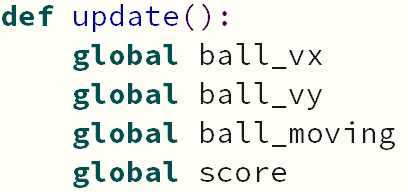 def update():
    global ball_vx
    global ball_vy
    global ball_moving
    global score